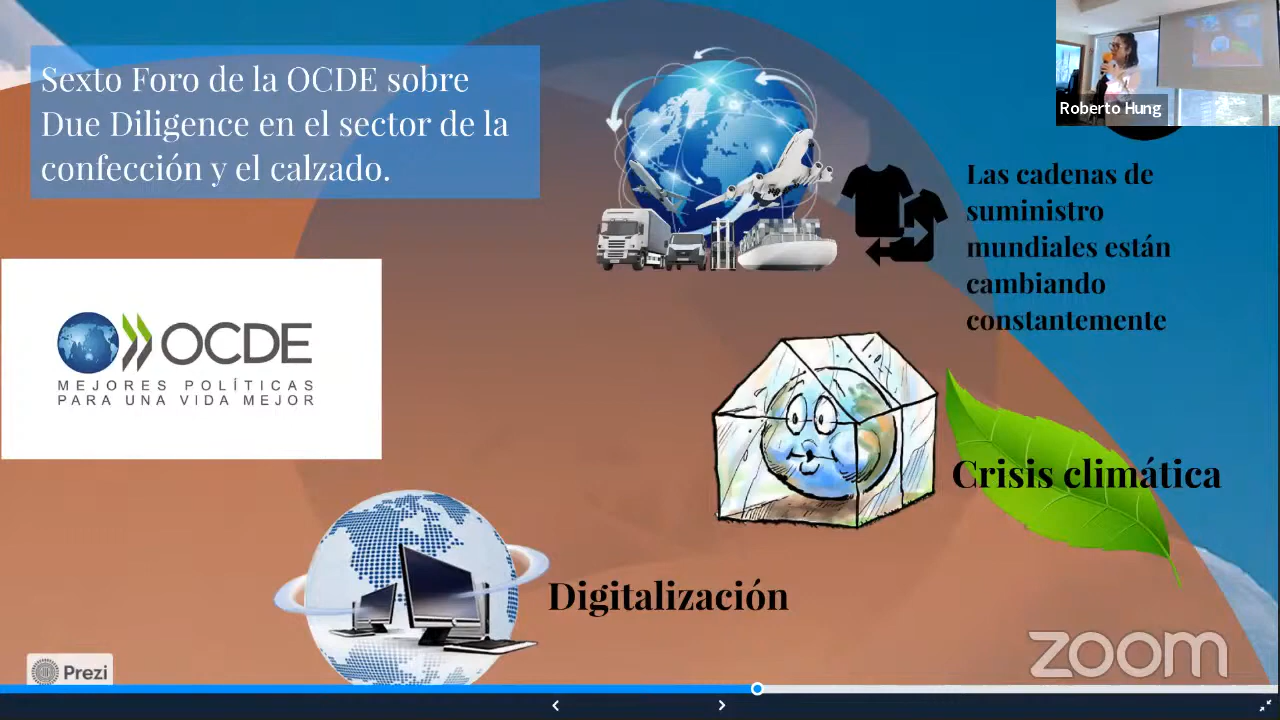 Sexto Foro de la OCDE sobre
Due Diligence en el sector de la
confección y el calzado.
Roberto Hung
Las cadenas de
suministro
mundiales están
cambiando
constantemente
OCDE
MEJORES POLÍTICAS
PARA UNA VIDA MEJOR
Crisis climática
Digitalización
zoom
Prezi